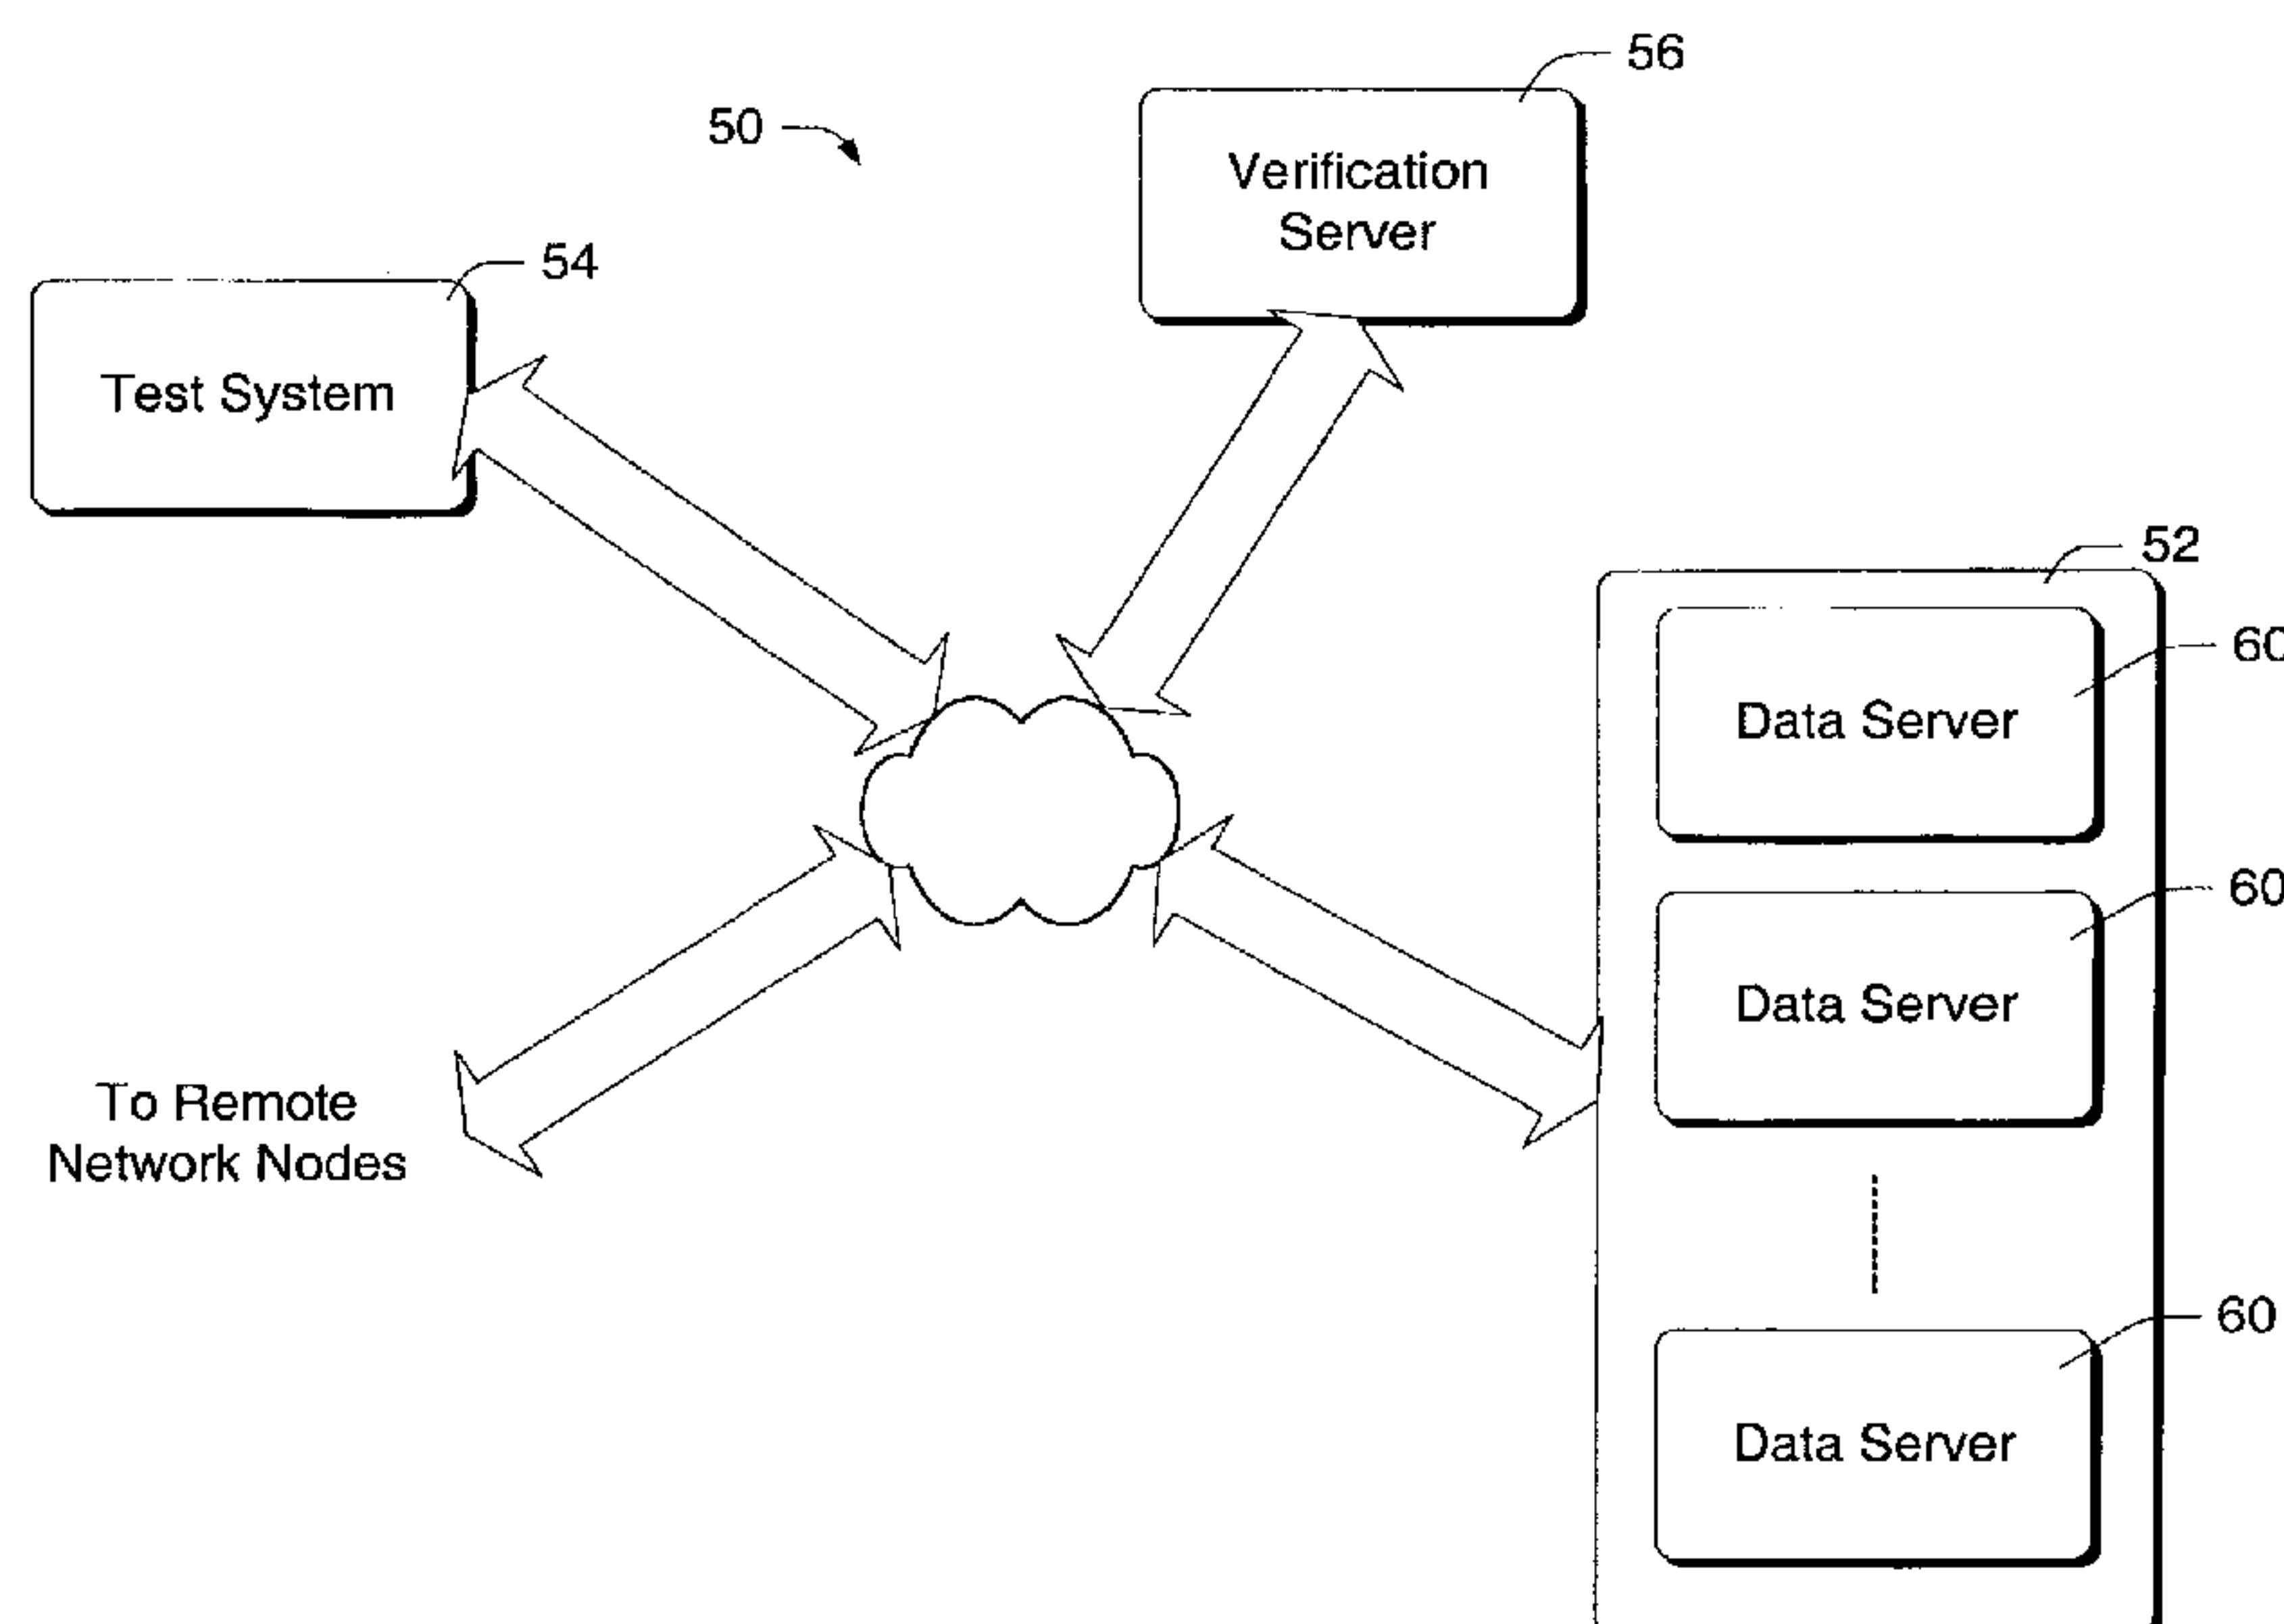 56
50
Verification
Server
54
Test System
52
60
Data Server
60
Data Server
To Remote
Network Nodes
60
Data Server